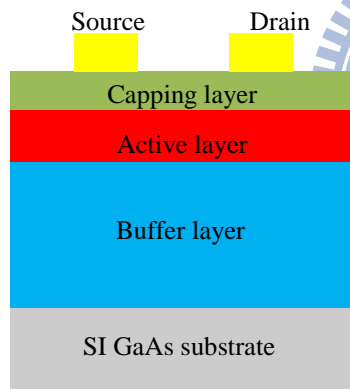 Source Drain
Capping layer
Active layer
Buffer layer
SI GaAs substrate